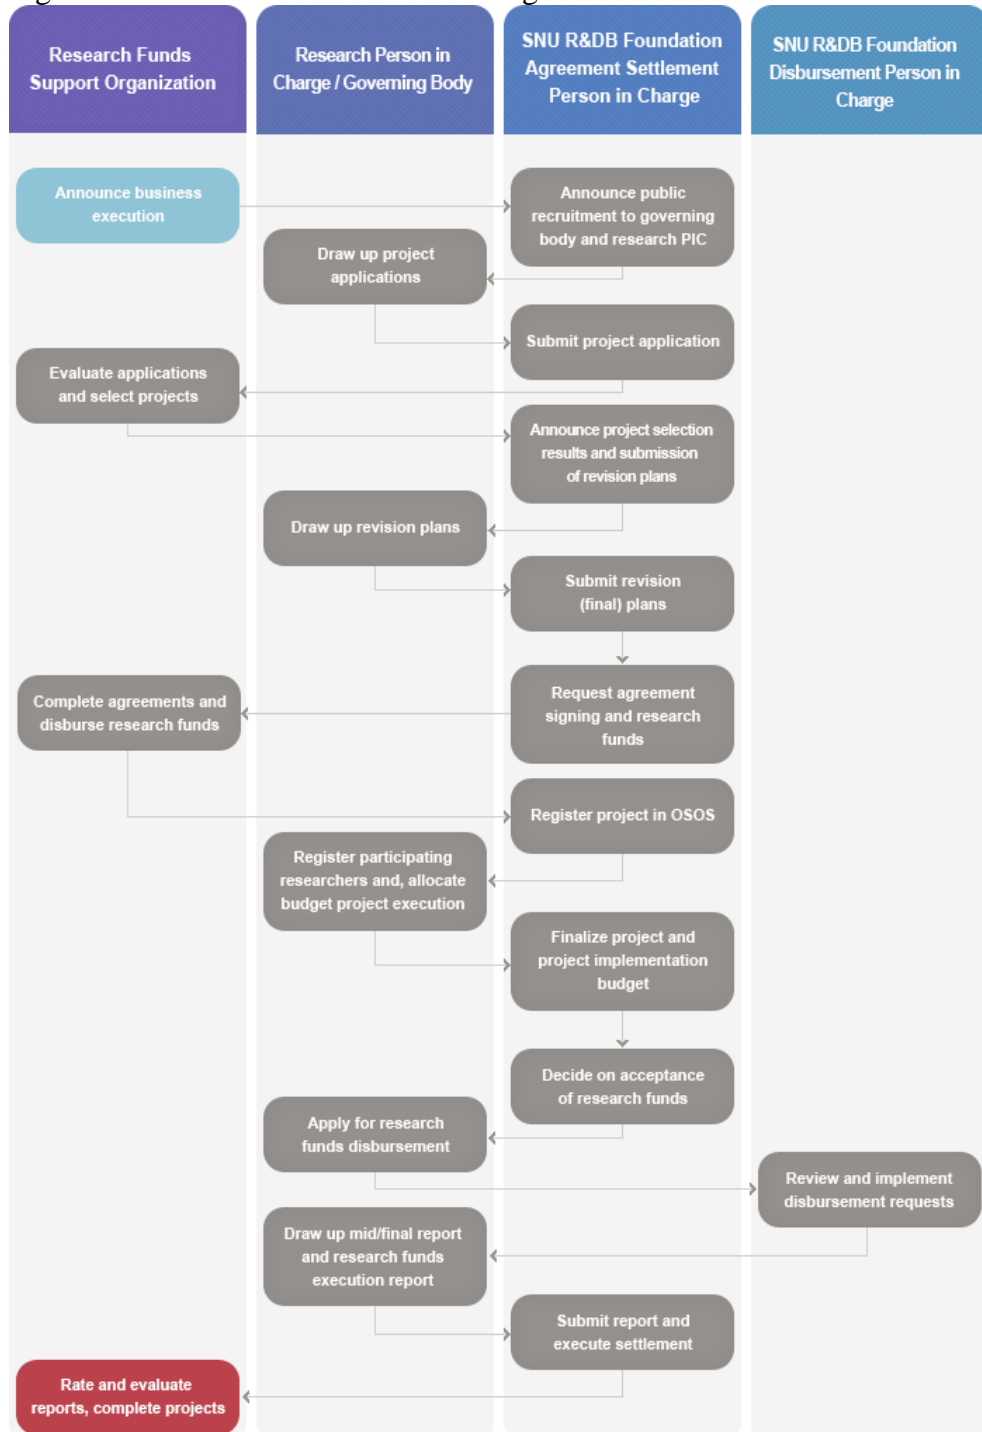 Research Funds
Support Organization
Research Person in
Charge / Governing Body
SNU R&DB Foundation
Agreement Settlement
Person in Charge
SNU R&DB Foundation
Disbursement Person in
Charge
Announce business
execution
Announce public
recruitment to governing
body and research PIC
Draw up project
applications
Submit project application
Evaluate applications
and select projects
Announce project selection
results and submission
of revision plans
Draw up revision plans
Submit revision
(final) plans
Request agreement
signing and research
funds
Complete agreements and
disburse research funds
Register project in OSOS
Register participating
researchers and, allocate
budget project execution
Finalize project and
project implementation
budget
Decide on acceptance
of research funds
Apply for research
funds disbursement
Review and implement
disbursement requests
Draw up mid/final report
and research funds
execution report
Submit report and
execute settlement
Rate and evaluate
reports, complete projects